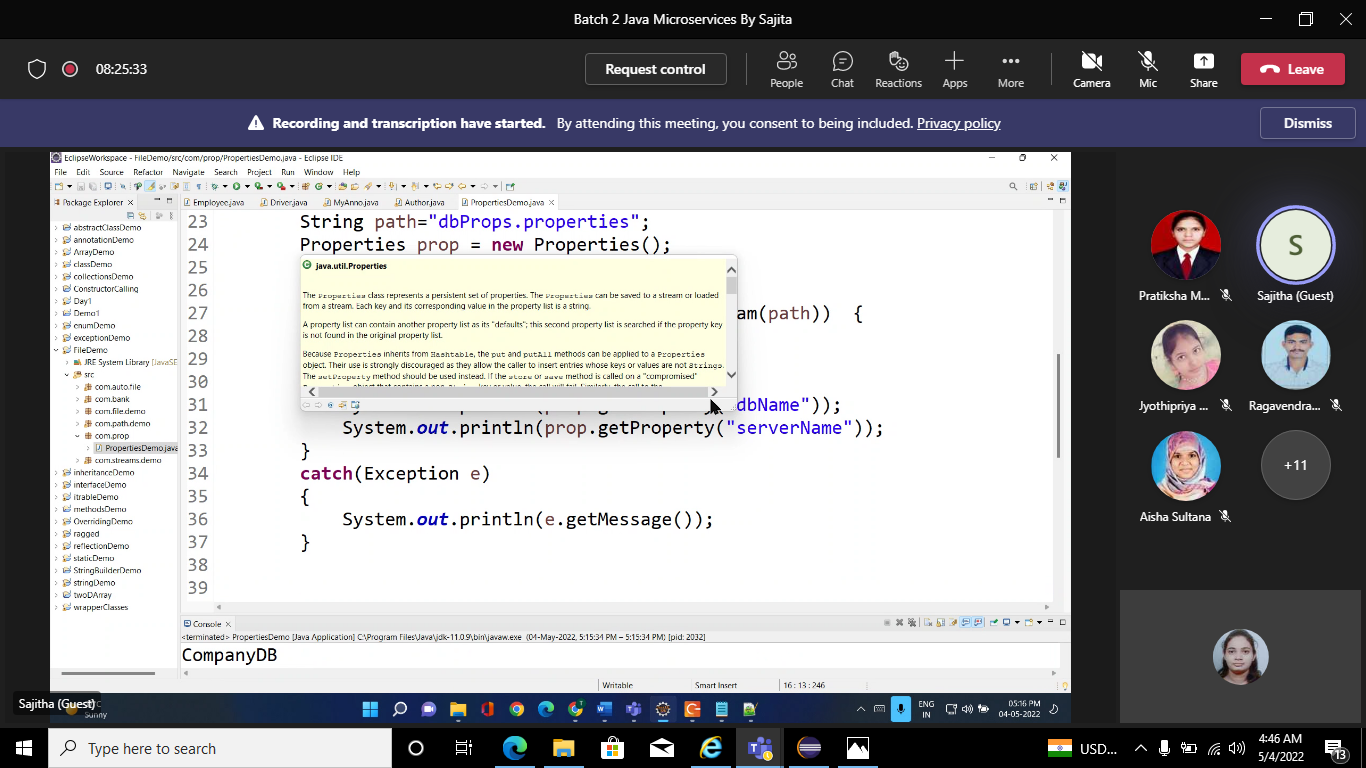 Batch 2 Java Microservices By Sajita
08:25:33
Request control
People
Chat
Reactions
Apps
More
Camera
Mic
Share
Leave
Recording and transcription have started. By attending this meeting, you consent to being included. Privacy policy
Dismiss
EclipseWorkspace - FileDemo/src/com/prop/PropertiesDemo.java - Eclipse IDE
File Edit Source Refactor Navigate Search Project Run Window Help
Package Explorer
Employee.java
Driver.java
MyAnno.java
Author.java
PropertiesDemo.java
abstractClassDemo
annotationDemo
ArrayDemo
classDemo
collectionsDemo
ConstructorCalling
Day1
Demo1
enumDemo
exceptionDemo
FileDemo
JRE System Library [JavaSE
src
com.auto.file
com.bank
com.file.demo
com.path.demo
com.prop
PropertiesDemo.java
com.streams.demo
inheritanceDemo
interfaceDemo
itrableDemo
methodsDemo
OverridingDemo
ragged
reflectionDemo
staticDemo
StringBuilderDemo
stringDemo
twoDArray
wrapperClasses
23 String path="dbProps.properties";
24 Properties prop = new Properties();
25
26
27 am(path)) {
28
29
30
31 dbName"));
32 System.out.println(prop.getProperty("serverName"));
33 }
34 catch(Exception e)
35 {
36 System.out.println(e.getMessage());
37 }
38
39
java.util.Properties
The Properties class represents a persistent set of properties. The Properties can be saved to a stream or loaded
from a stream. Each key and its corresponding value in the property list is a string.
A property list can contain another property list as its "defaults"; this second property list is searched if the property key
is not found in the original property list.
Because Properties inherits from Hashtable, the put and putAll methods can be applied to a Properties
object. Their use is strongly discouraged as they allow the caller to insert entries whose keys or values are not Strings.
The setProperty method should be used instead. If the store or save method is called on a "compromised"
Console
<terminated> PropertiesDemo [Java Application] C:\Program Files\Java\jdk-11.0.9\bin\javaw.exe (04-May-2022, 5:15:34 PM – 5:15:34 PM) [pid: 2032]
CompanyDB
Writable
Smart Insert
16 : 13 : 246
Sajitha (Guest)
Sunny
ENG
IN
05:16 PM
04-05-2022
Pratiksha M...
S
Sajitha (Guest)
Jyothipriya ...
Ragavendra...
Aisha Sultana
+11
Type here to search
USD...
4:46 AM
5/4/2022
13